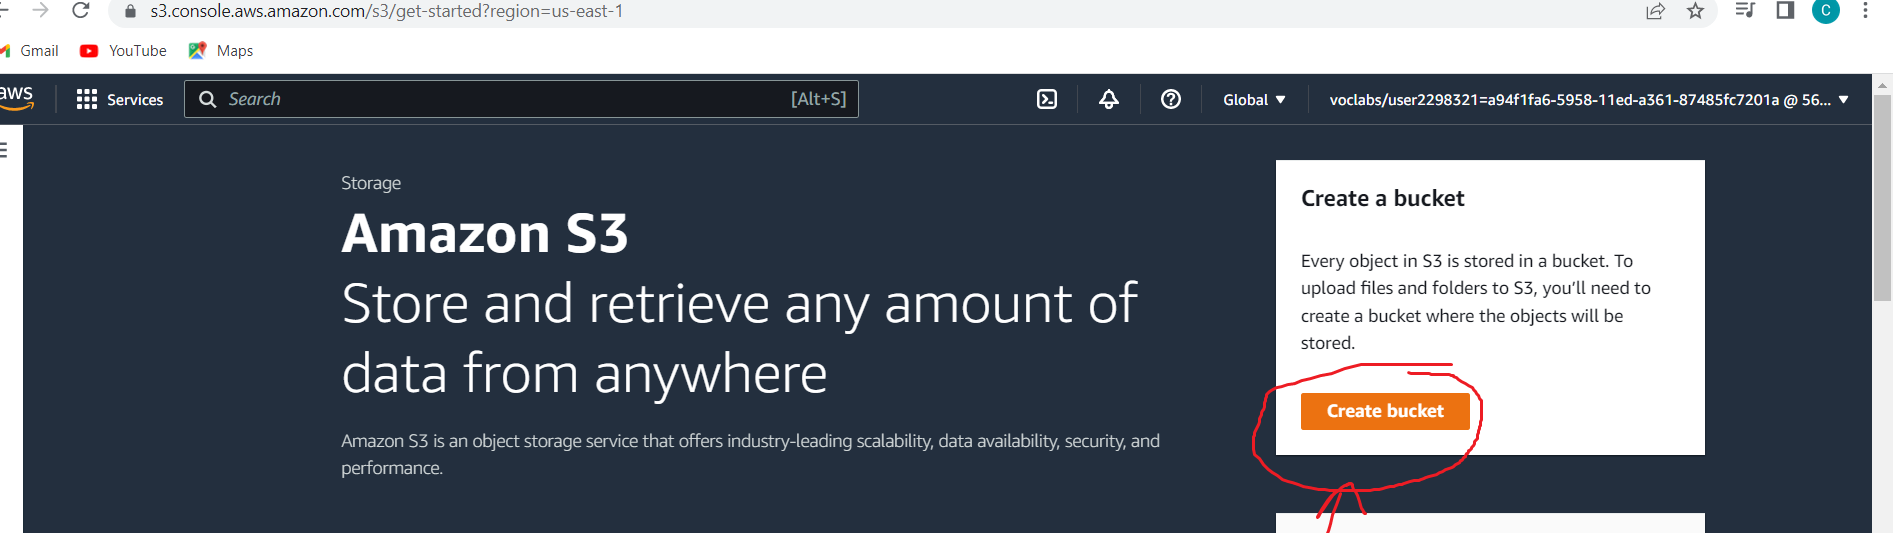 s3.console.aws.amazon.com/s3/get-started?region=us-east-1
C
Gmail YouTube Maps
aws Services Search [Alt+S] Global voclabs/user2298321=a94f1fa6-5958-11ed-a361-87485fc7201a @ 56...
Storage
Amazon S3
Store and retrieve any amount of
data from anywhere
Amazon S3 is an object storage service that offers industry-leading scalability, data availability, security, and
performance.
Create a bucket
Every object in S3 is stored in a bucket. To
upload files and folders to S3, you'll need to
create a bucket where the objects will be
stored.
Create bucket